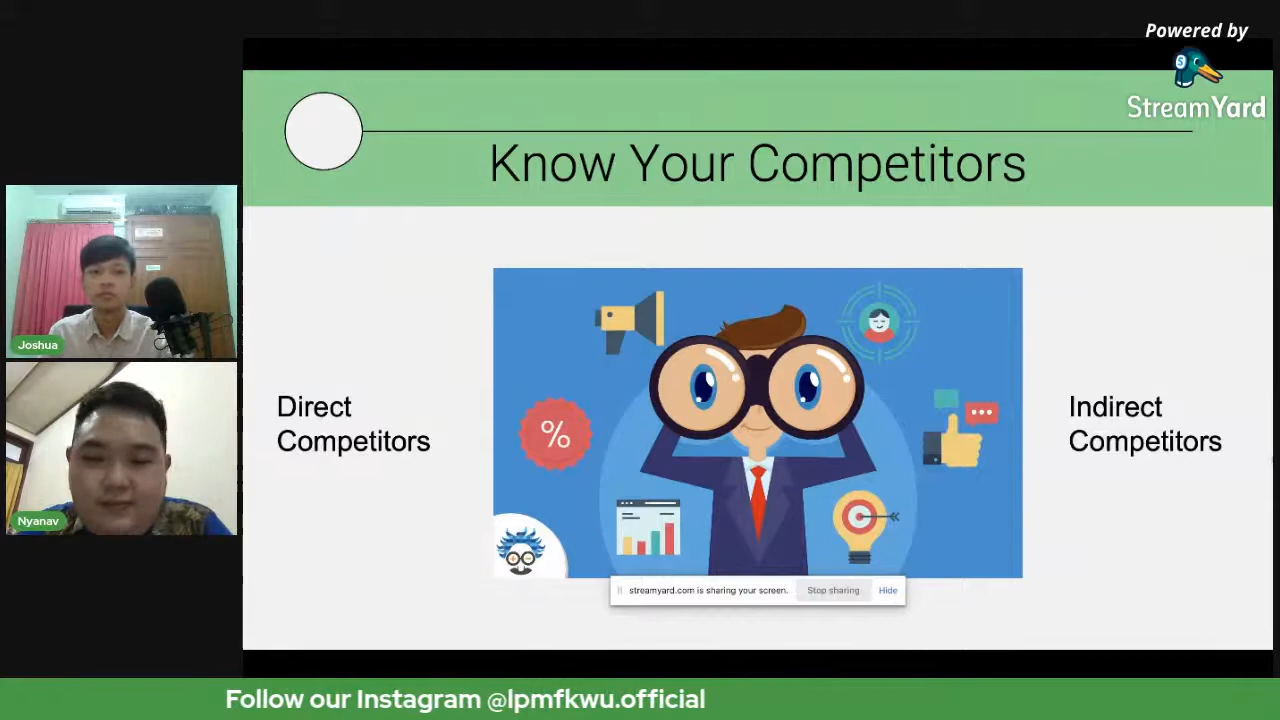 Powered by
StreamYard
Know Your Competitors
Joshua
Nyanav
Direct
Competitors
%
Indirect
Competitors
streamyard.com is sharing your screen. Stop sharing Hide
Follow our Instagram @lpmfkwu.official